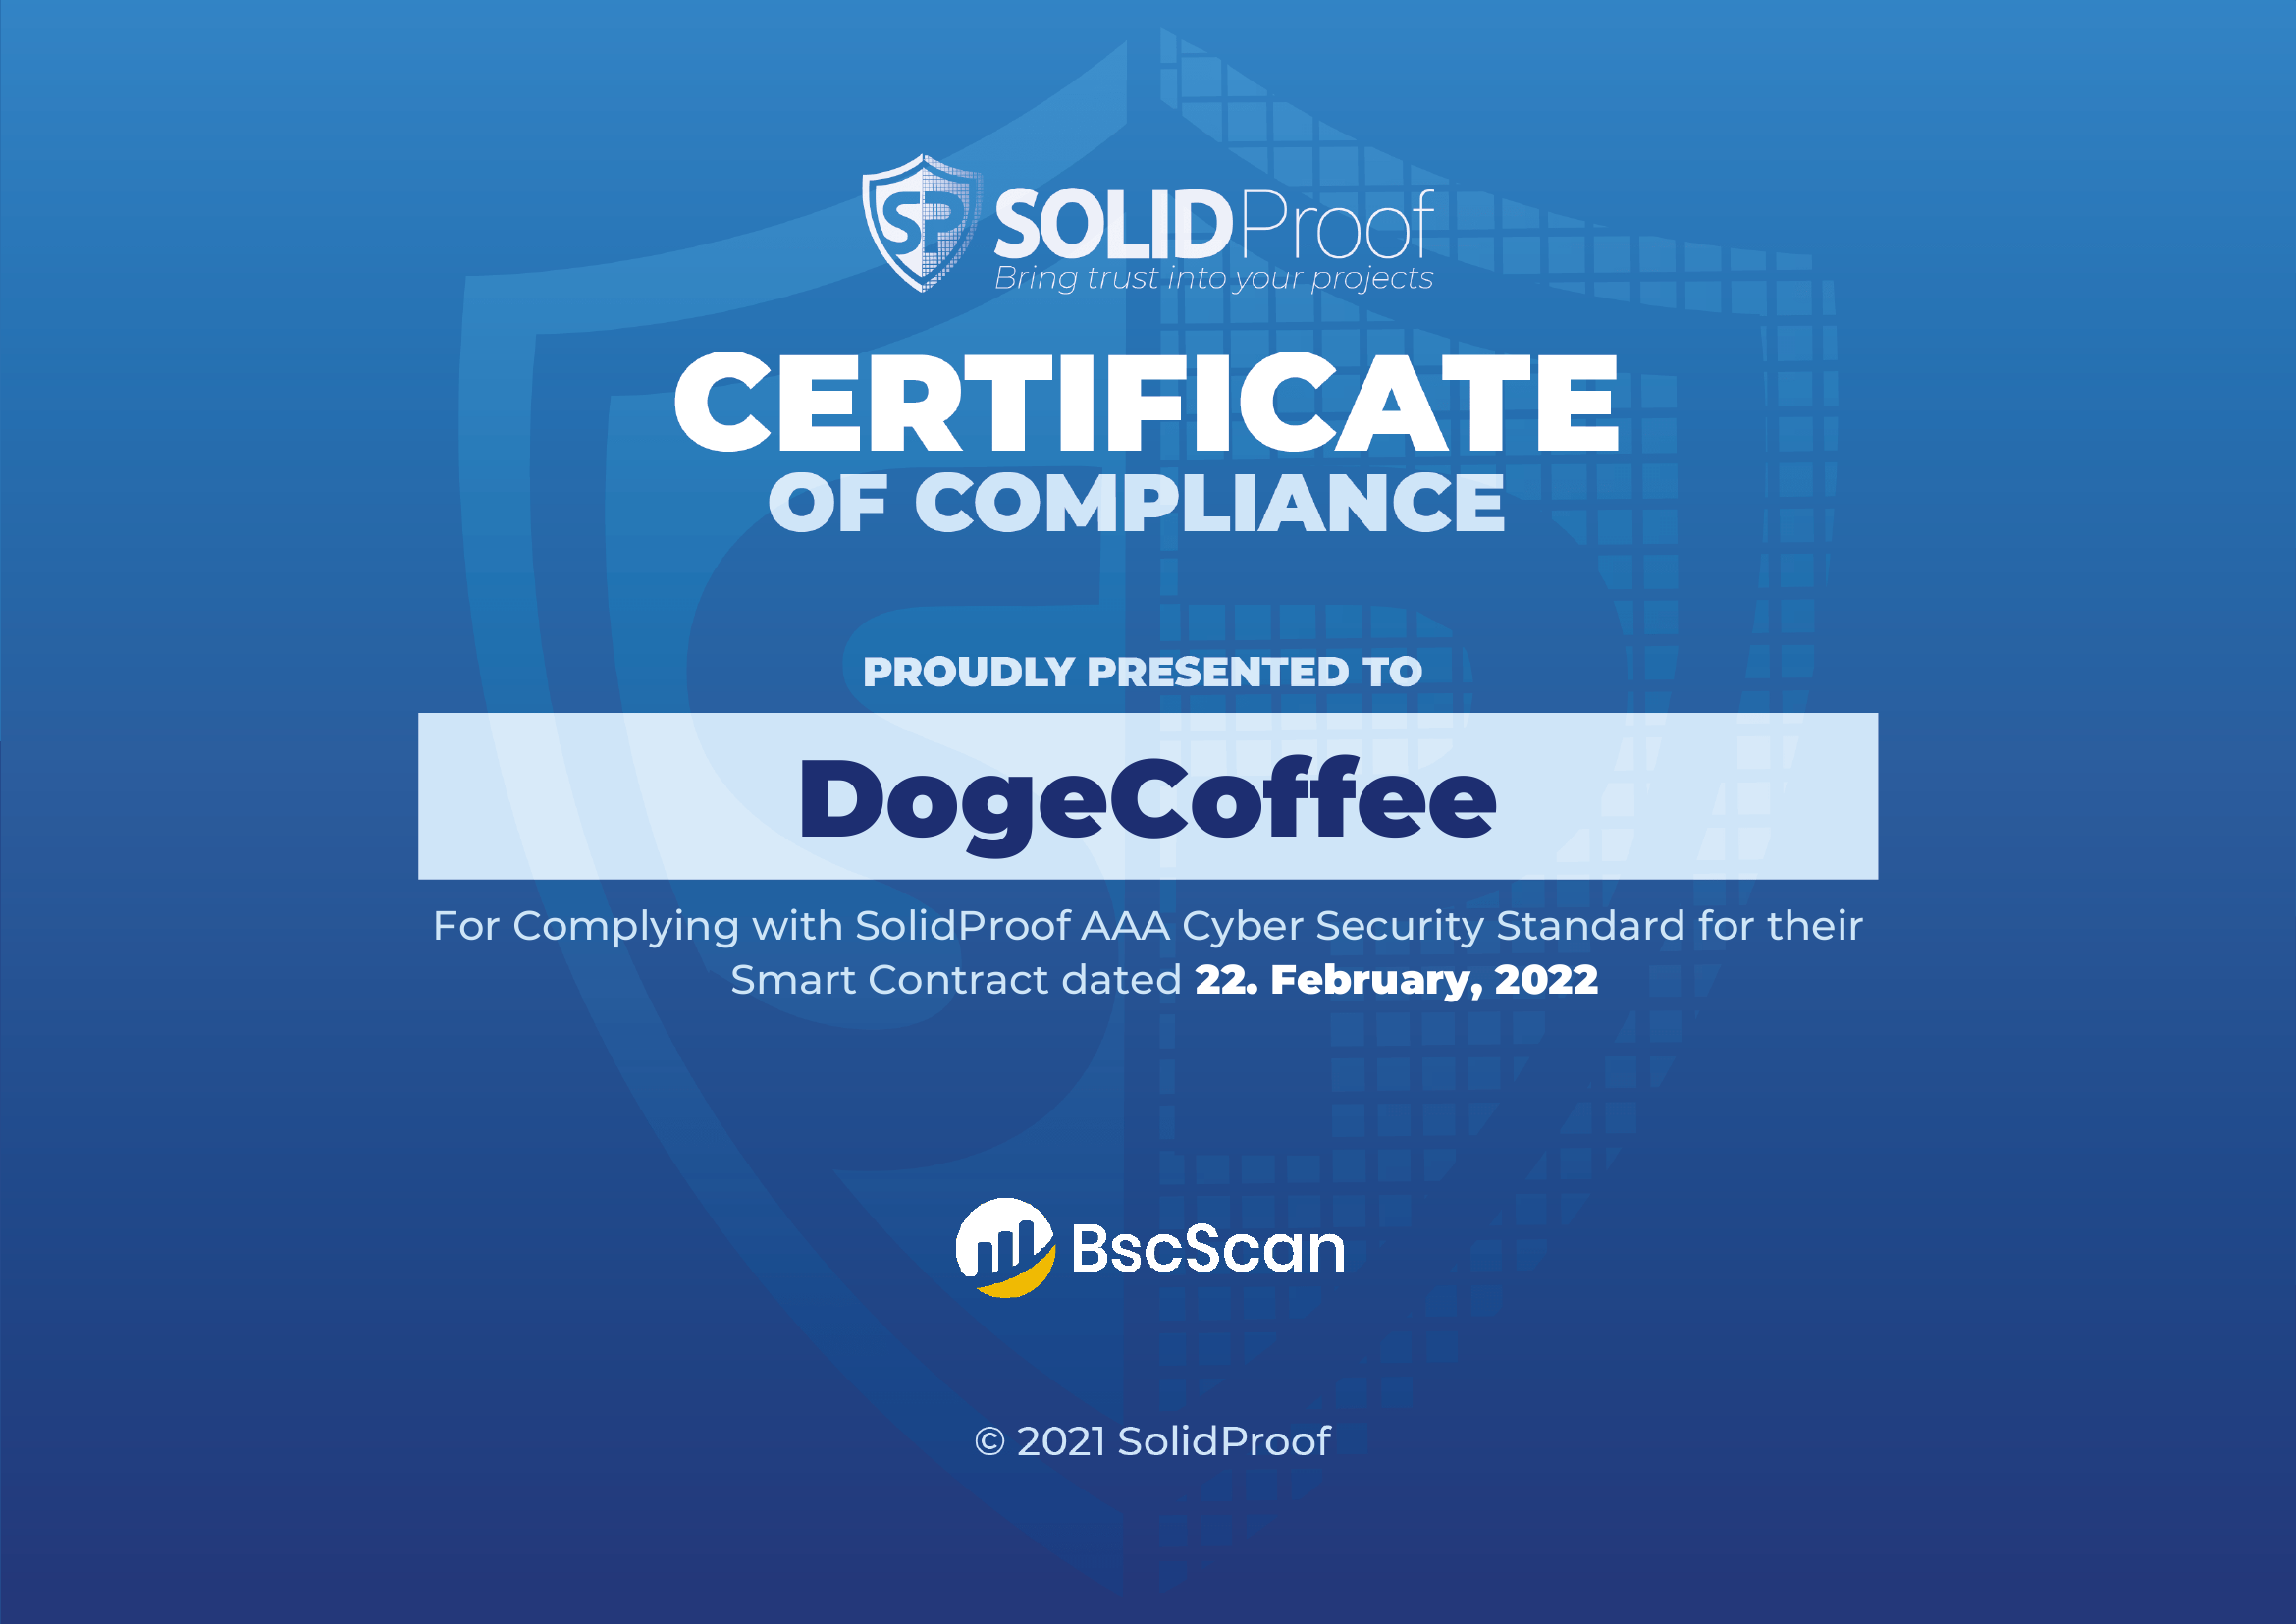 SP SOLIDProof
Bring trust into your projects
CERTIFICATE
OF COMPLIANCE
PROUDLY PRESENTED TO
DogeCoffee
For Complying with SolidProof AAA Cyber Security Standard for their
Smart Contract dated 22. February, 2022
BscScan
© 2021 SolidProof